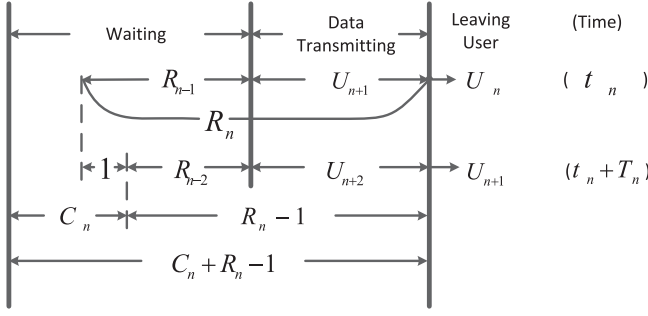 Waiting
Data Transmitting
Leaving User
(Time)
R_{n-1}
U_{n+1}
U_n
( t_n )
R_n
1
R_{n-2}
U_{n+2}
U_{n+1}
(t_n + T_n)
C_n
R_n − 1
C_n + R_n − 1